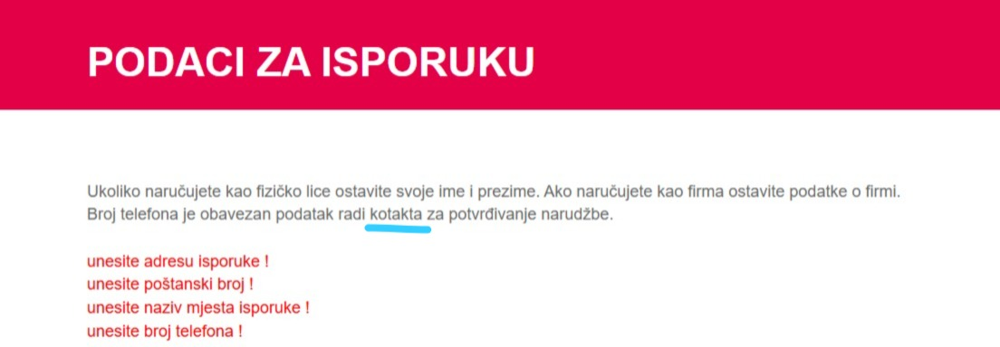 PODACI ZA ISPORUKU
Ukoliko naručujete kao fizičko lice ostavite svoje ime i prezime. Ako naručujete kao firma ostavite podatke o firmi.
Broj telefona je obavezan podatak radi kotakta za potvrđivanje narudžbe.
unesite adresu isporuke !
unesite poštanski broj !
unesite naziv mjesta isporuke !
unesite broj telefona !